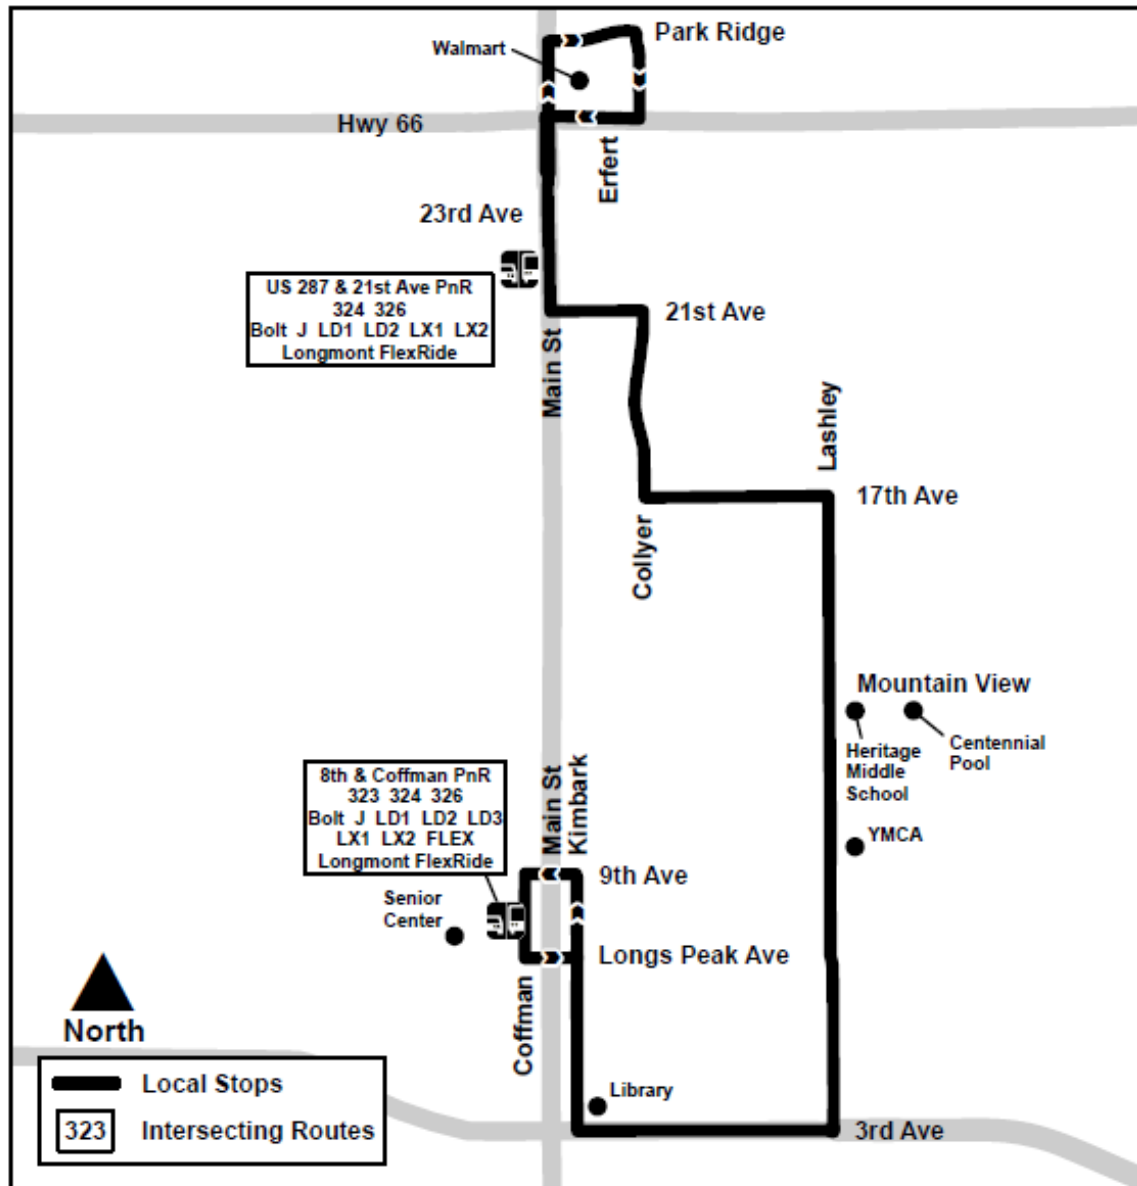 Park Ridge
Walmart
Hwy 66
Erfert
23rd Ave
US 287 & 21st Ave PnR
324 326
Bolt J LD1 LD2 LX1 LX2
Longmont FlexRide
21st Ave
Main St
Lashley
17th Ave
Collyer
Mountain View
Heritage
Middle
School
Centennial
Pool
8th & Coffman PnR
323 324 326
Bolt J LD1 LD2 LD3
LX1 LX2 FLEX
Longmont FlexRide
Main St
Kimbark
YMCA
9th Ave
Senior
Center
Longs Peak Ave
Coffman
North
Library
3rd Ave
Local Stops
323 Intersecting Routes